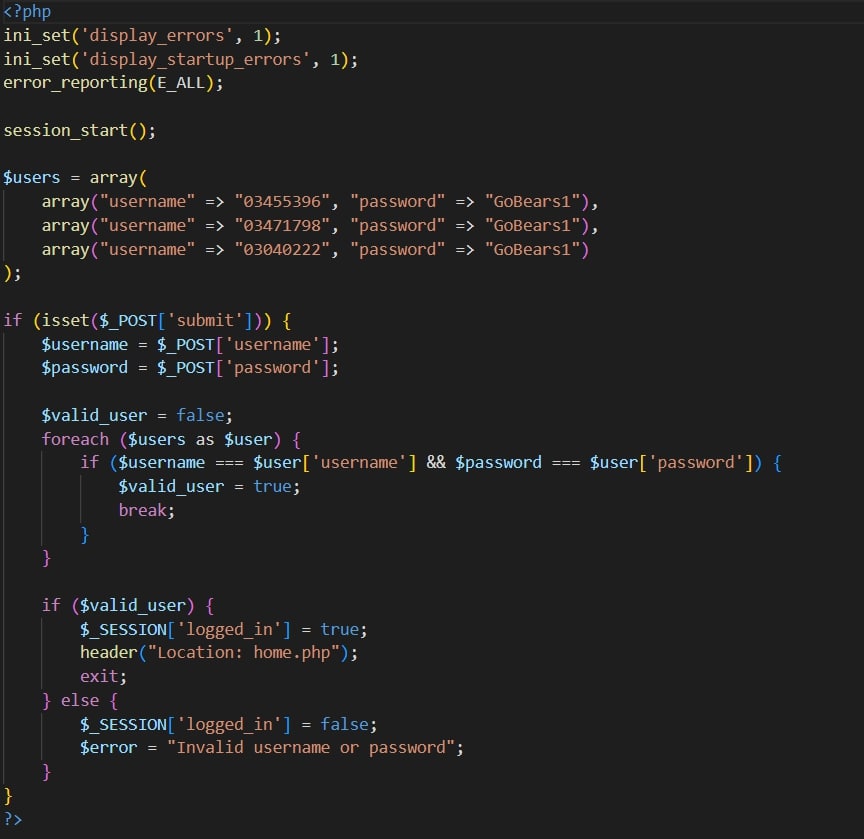 <?php
ini_set('display_errors', 1);
ini_set('display_startup_errors', 1);
error_reporting(E_ALL);

session_start();

$users = array(
    array("username" => "03455396", "password" => "GoBears1"),
    array("username" => "03471798", "password" => "GoBears1"),
    array("username" => "03040222", "password" => "GoBears1")
);

if (isset($_POST['submit'])) {
    $username = $_POST['username'];
    $password = $_POST['password'];

    $valid_user = false;
    foreach ($users as $user) {
        if ($username === $user['username'] && $password === $user['password']) {
            $valid_user = true;
            break;
        }
    }

    if ($valid_user) {
        $_SESSION['logged_in'] = true;
        header("Location: home.php");
        exit;
    } else {
        $_SESSION['logged_in'] = false;
        $error = "Invalid username or password";
    }
}
?>